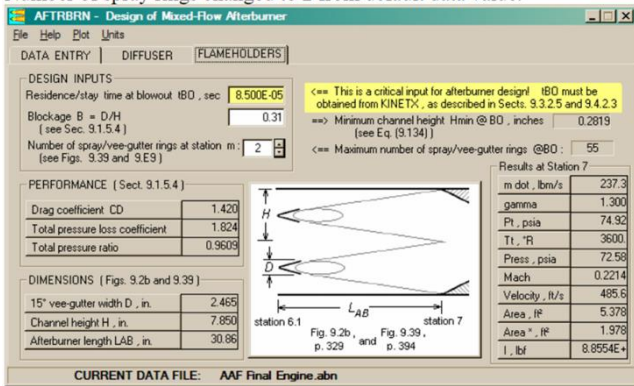 AFTRBRN - Design of Mixed-Flow Afterburner
File Help Plot Units
DATA ENTRY DIFFUSER FLAMEHOLDERS
DESIGN INPUTS
Residence/stay time at blowout tBO , sec 8.500E-05
<== This is a critical input for afterburner design! tBO must be
obtained from KINETX , as described in Sects. 9.3.2.5 and 9.4.2.3
Blockage B = D/H 0.31
( see Sec. 9.1.5.4 )
==> Minimum channel height Hmin @ BO , inches 0.2819
(see Eq. (9.134) )
Number of spray/vee-gutter rings at station m : 2
(see Figs. 9.39 and 9.E9 )
<== Maximum number of spray/vee-gutter rings @BO : 55
PERFORMANCE ( Sect. 9.1.5.4 )
Drag coefficient CD 1.420
Total pressure loss coefficient 1.824
Total pressure ratio 0.9609
DIMENSIONS ( Figs. 9.2b and 9.39 )
15° vee-gutter width D , in. 2.465
Channel height H , in. 7.850
Afterburner length LAB , in. 30.86
H
D
LAB
station 6.1 station 7
Fig. 9.2b , p. 329 and Fig. 9.39 , p. 394
Results at Station 7
m dot , lbm/s 237.3
gamma 1.300
Pt , psia 74.92
Tt , °R 3600.
Press , psia 72.58
Mach 0.2214
Velocity , ft/s 485.6
Area , ft² 5.378
Area * , ft² 1.978
I , lbf 8.8554E+
CURRENT DATA FILE: AAF Final Engine.abn